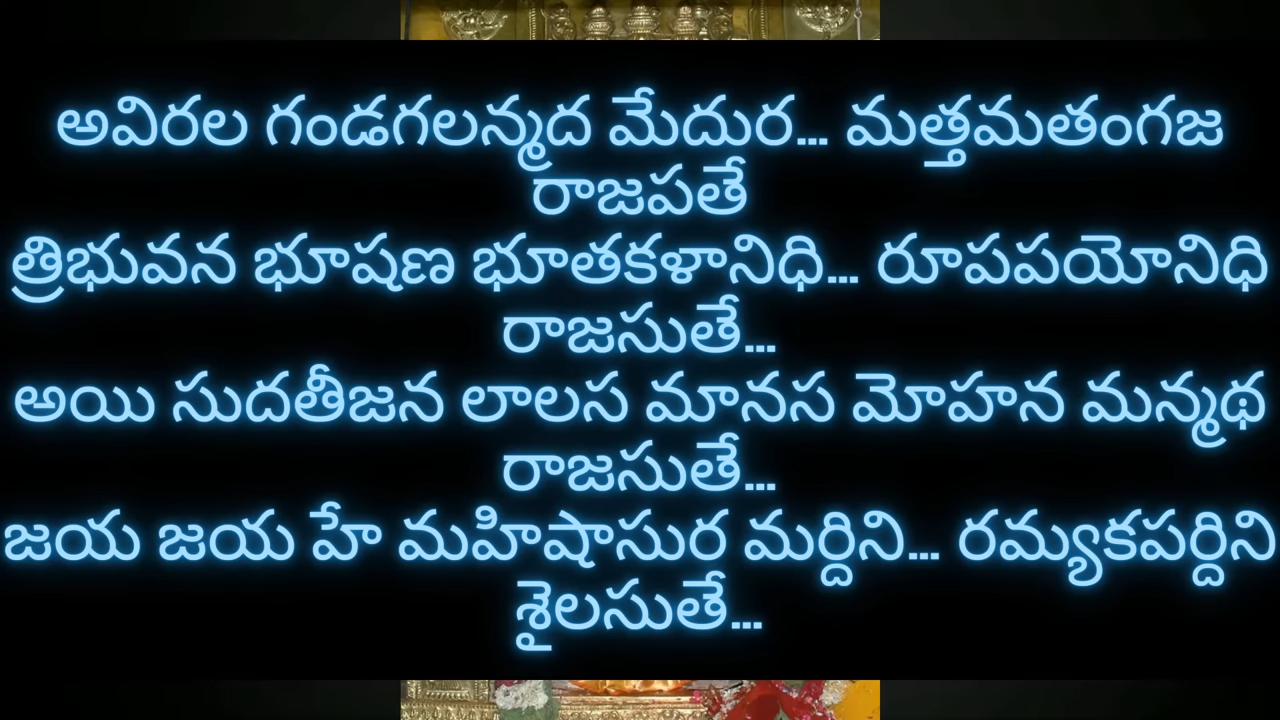 అవిరల గండగలన్మద మేదుర... మత్తమతంగజ
రాజపతే
త్రిభువన భూషణ భూతకళానిధి... రూపపయోనిధి
రాజసుతే...
అయి సుదతీజన లాలస మానస మోహన మన్మథ
రాజసుతే...
జయ జయ హే మహిషాసుర మర్దిని... రమ్యకపర్దిని
శైలసుతే...